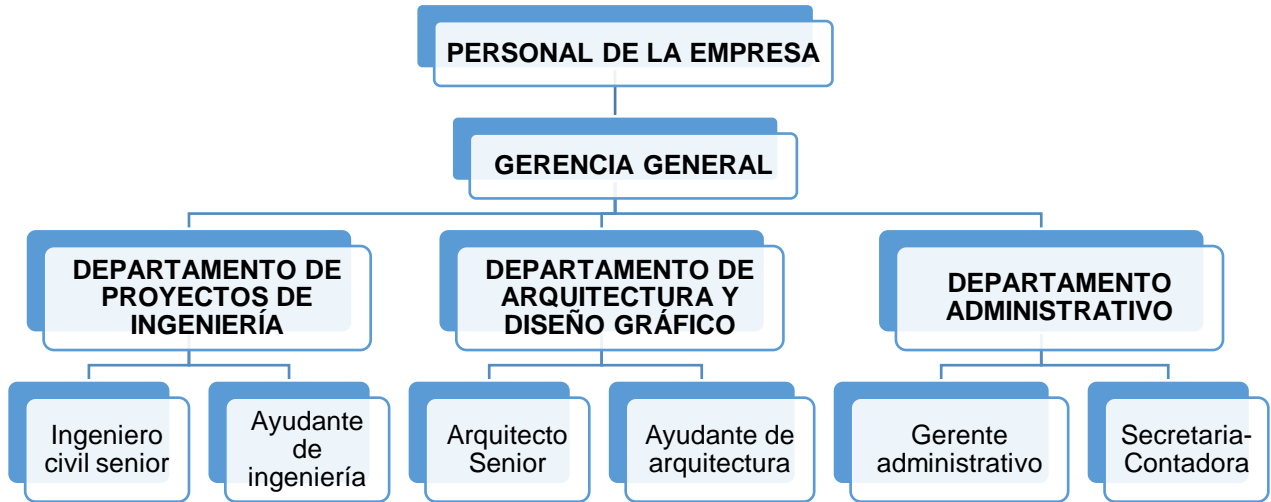 PERSONAL DE LA EMPRESA
GERENCIA GENERAL
DEPARTAMENTO DE
PROYECTOS DE
INGENIERÍA
DEPARTAMENTO DE
ARQUITECTURA Y
DISEÑO GRÁFICO
DEPARTAMENTO
ADMINISTRATIVO
Ingeniero
civil senior
Ayudante
de
ingeniería
Arquitecto
Senior
Ayudante de
arquitectura
Gerente
administrativo
Secretaria-
Contadora